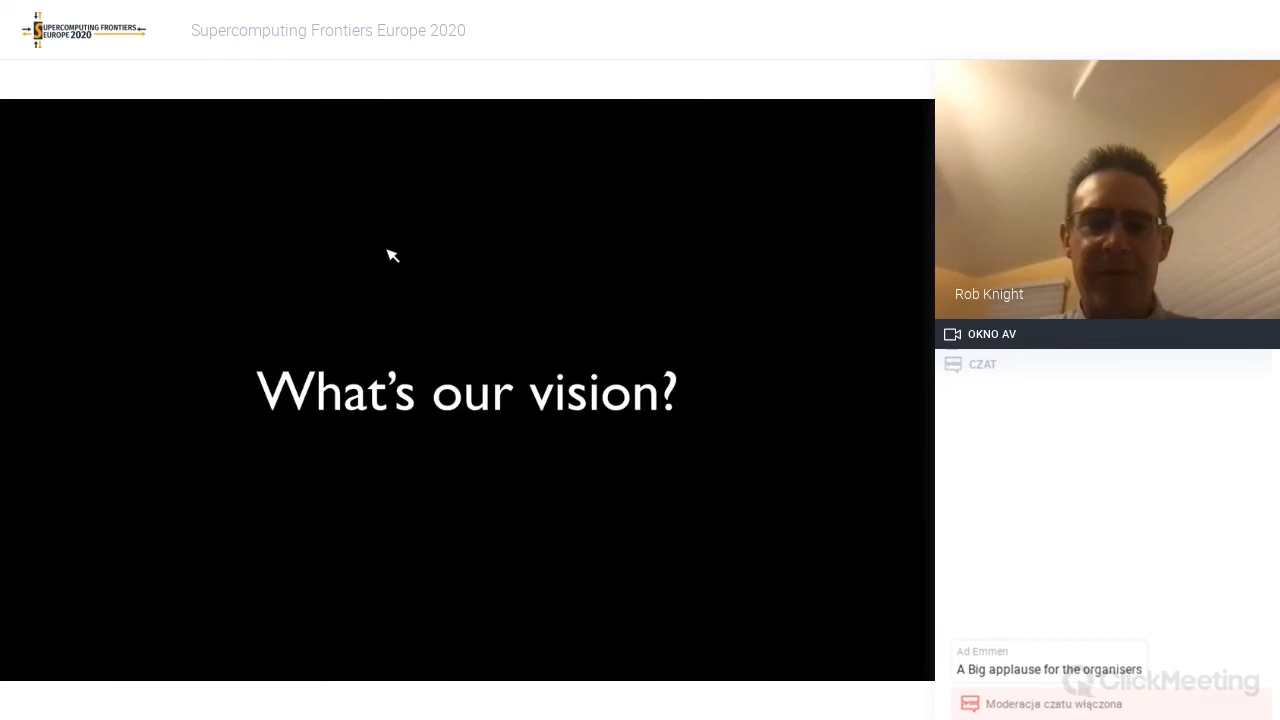 SUPERCOMPUTING FRONTIERS
EUROPE 2020
Supercomputing Frontiers Europe 2020
What's our vision?
Rob Knight
OKNO AV
CZAT
Ad Emmen
A Big applause for the organisers
ClickMeeting
Moderacja czatu włączona